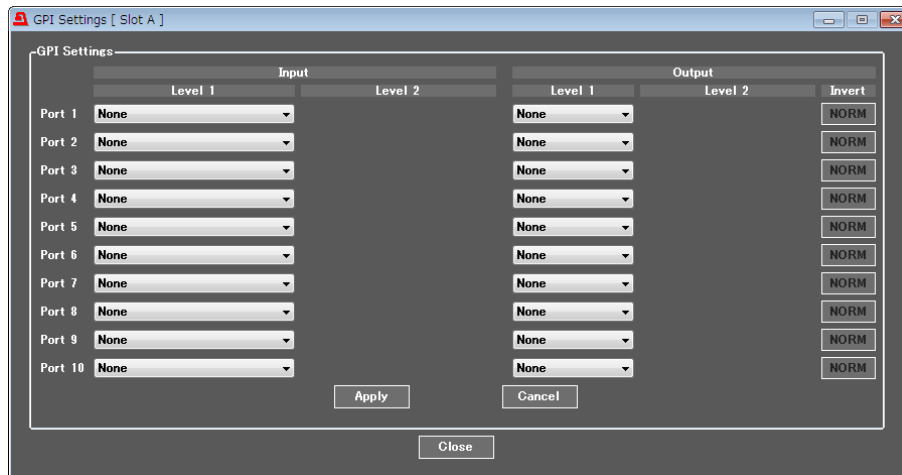 GPI Settings [ Slot A ]
GPI Settings
Input Output
Level 1 Level 2 Level 1 Level 2 Invert
Port 1 None None NORM
Port 2 None None NORM
Port 3 None None NORM
Port 4 None None NORM
Port 5 None None NORM
Port 6 None None NORM
Port 7 None None NORM
Port 8 None None NORM
Port 9 None None NORM
Port 10 None None NORM
Apply Cancel
Close